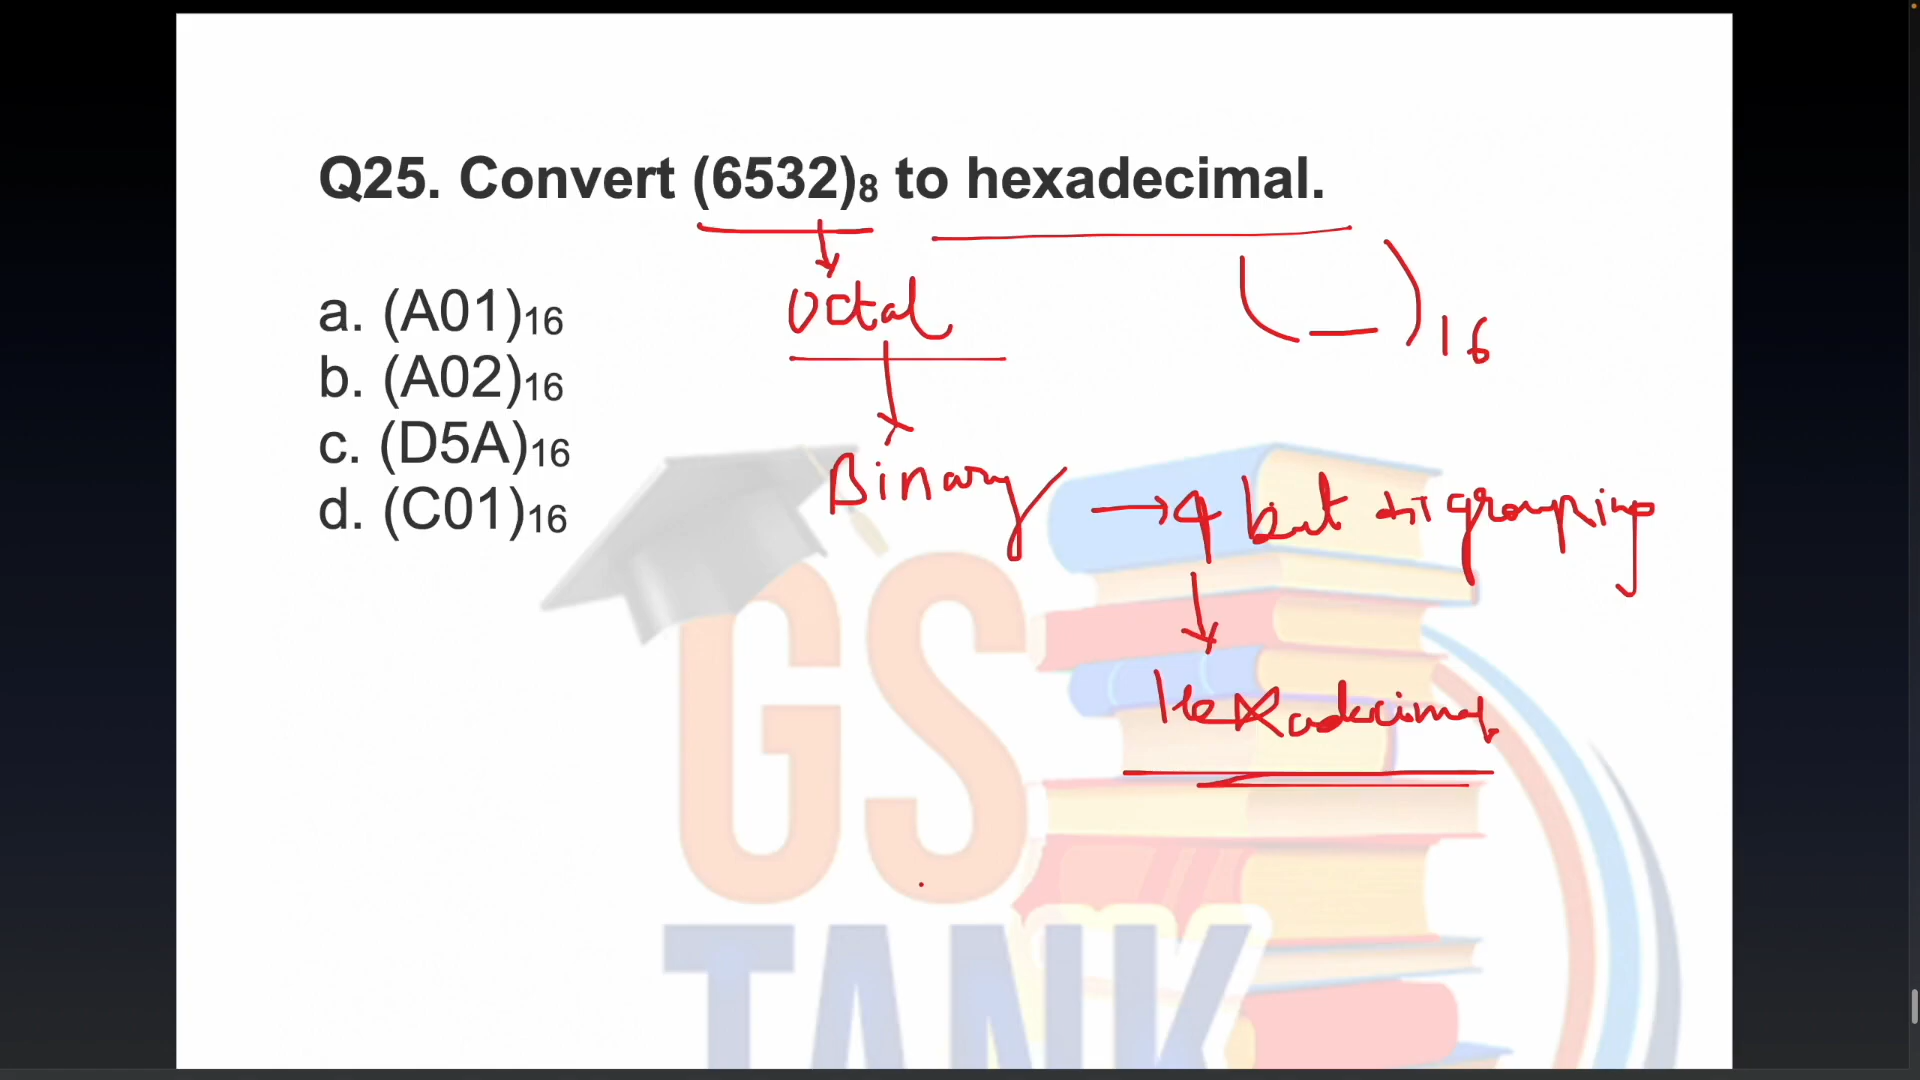 Q25. Convert (6532)8 to hexadecimal.
a. (A01)16
b. (A02)16
c. (D5A)16
d. (C01)16
Octal
( _ )16
Binary → 4 bit grouping
Hexadecimal
GS
TANK